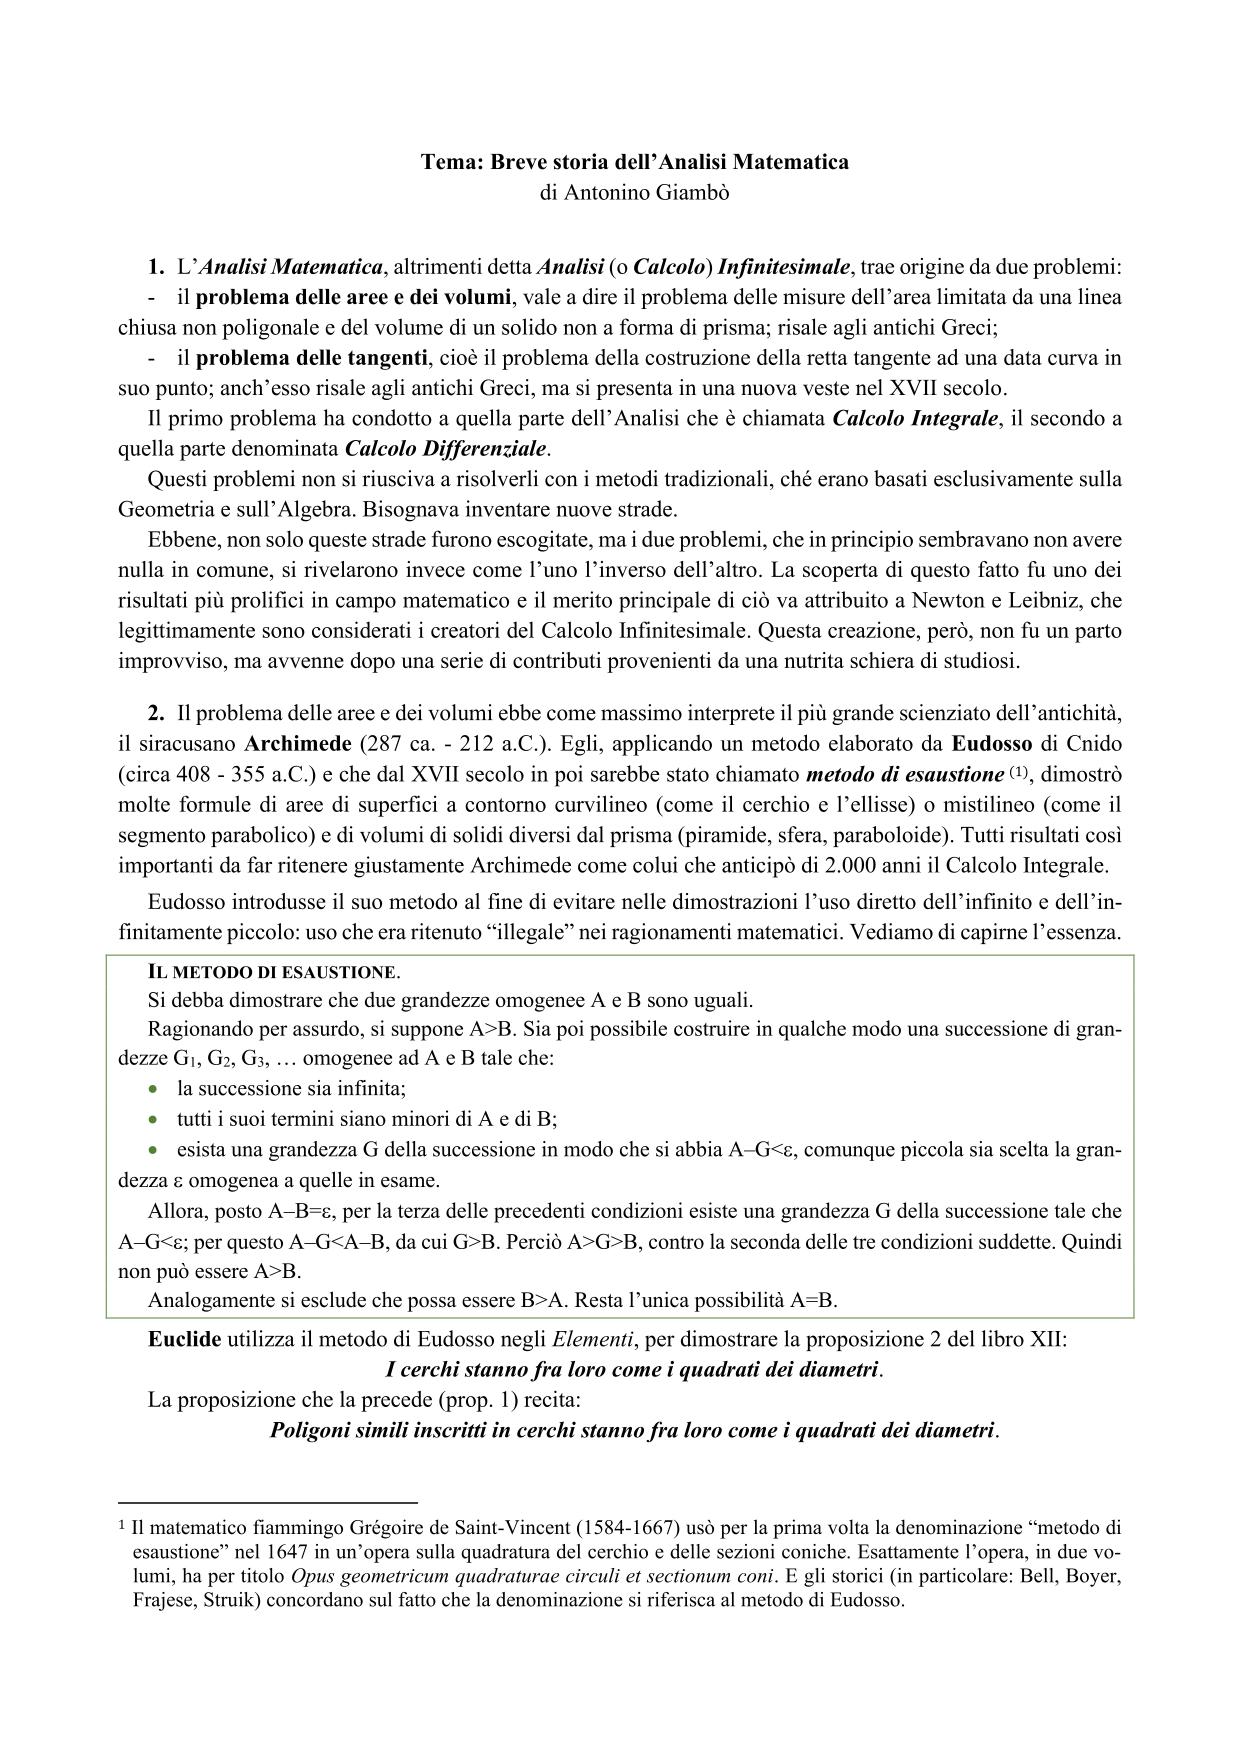 Tema: Breve storia dell’Analisi Matematica
di Antonino Giambò
1. L’Analisi Matematica, altrimenti detta Analisi (o Calcolo) Infinitesimale, trae origine da due problemi:
- il problema delle aree e dei volumi, vale a dire il problema delle misure dell’area limitata da una linea
chiusa non poligonale e del volume di un solido non a forma di prisma; risale agli antichi Greci;
- il problema delle tangenti, cioè il problema della costruzione della retta tangente ad una data curva in
suo punto; anch’esso risale agli antichi Greci, ma si presenta in una nuova veste nel XVII secolo.
Il primo problema ha condotto a quella parte dell’Analisi che è chiamata Calcolo Integrale, il secondo a
quella parte denominata Calcolo Differenziale.
Questi problemi non si riusciva a risolverli con i metodi tradizionali, ché erano basati esclusivamente sulla
Geometria e sull’Algebra. Bisognava inventare nuove strade.
Ebbene, non solo queste strade furono escogitate, ma i due problemi, che in principio sembravano non avere
nulla in comune, si rivelarono invece come l’uno l’inverso dell’altro. La scoperta di questo fatto fu uno dei
risultati più prolifici in campo matematico e il merito principale di ciò va attribuito a Newton e Leibniz, che
legittimamente sono considerati i creatori del Calcolo Infinitesimale. Questa creazione, però, non fu un parto
improvviso, ma avvenne dopo una serie di contributi provenienti da una nutrita schiera di studiosi.
2. Il problema delle aree e dei volumi ebbe come massimo interprete il più grande scienziato dell’antichità,
il siracusano Archimede (287 ca. - 212 a.C.). Egli, applicando un metodo elaborato da Eudosso di Cnido
(circa 408 - 355 a.C.) e che dal XVII secolo in poi sarebbe stato chiamato metodo di esaustione (1), dimostrò
molte formule di aree di superfici a contorno curvilineo (come il cerchio e l’ellisse) o mistilineo (come il
segmento parabolico) e di volumi di solidi diversi dal prisma (piramide, sfera, paraboloide). Tutti risultati così
importanti da far ritenere giustamente Archimede come colui che anticipò di 2.000 anni il Calcolo Integrale.
Eudosso introdusse il suo metodo al fine di evitare nelle dimostrazioni l’uso diretto dell’infinito e dell’in-
finitamente piccolo: uso che era ritenuto “illegale” nei ragionamenti matematici. Vediamo di capirne l’essenza.
IL METODO DI ESAUSTIONE.
Si debba dimostrare che due grandezze omogenee A e B sono uguali.
Ragionando per assurdo, si suppone A>B. Sia poi possibile costruire in qualche modo una successione di gran-
dezze G1, G2, G3, … omogenee ad A e B tale che:
• la successione sia infinita;
• tutti i suoi termini siano minori di A e di B;
• esista una grandezza G della successione in modo che si abbia A–G<ε, comunque piccola sia scelta la gran-
dezza ε omogenea a quelle in esame.
Allora, posto A–B=ε, per la terza delle precedenti condizioni esiste una grandezza G della successione tale che
A–G<ε; per questo A–G<A–B, da cui G>B. Perciò A>G>B, contro la seconda delle tre condizioni suddette. Quindi
non può essere A>B.
Analogamente si esclude che possa essere B>A. Resta l’unica possibilità A=B.
Euclide utilizza il metodo di Eudosso negli Elementi, per dimostrare la proposizione 2 del libro XII:
I cerchi stanno fra loro come i quadrati dei diametri.
La proposizione che la precede (prop. 1) recita:
Poligoni simili inscritti in cerchi stanno fra loro come i quadrati dei diametri.
1 Il matematico fiammingo Grégoire de Saint-Vincent (1584-1667) usò per la prima volta la denominazione “metodo di
esaustione” nel 1647 in un’opera sulla quadratura del cerchio e delle sezioni coniche. Esattamente l’opera, in due vo-
lumi, ha per titolo Opus geometricum quadraturae circuli et sectionum coni. E gli storici (in particolare: Bell, Boyer,
Frajese, Struik) concordano sul fatto che la denominazione si riferisca al metodo di Eudosso.